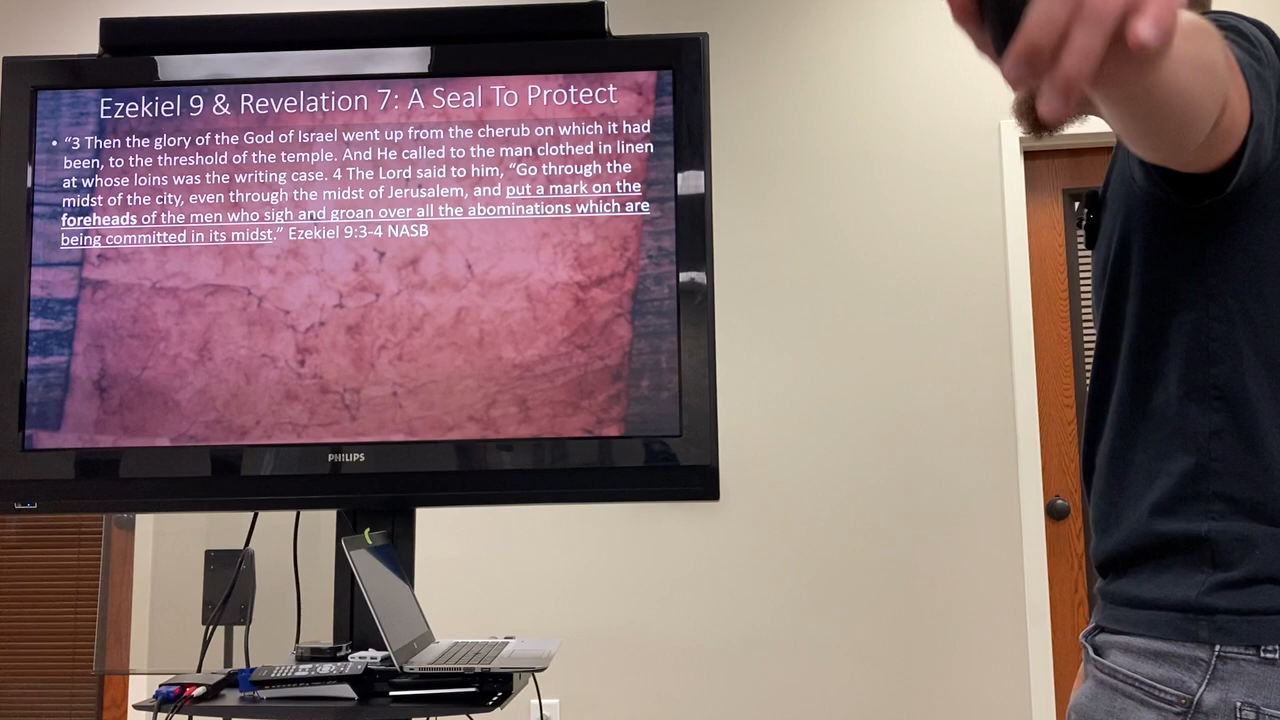 Ezekiel 9 & Revelation 7: A Seal To Protect
• “3 Then the glory of the God of Israel went up from the cherub on which it had
been, to the threshold of the temple. And He called to the man clothed in linen
at whose loins was the writing case. 4 The Lord said to him, “Go through the
midst of the city, even through the midst of Jerusalem, and put a mark on the
foreheads of the men who sigh and groan over all the abominations which are
being committed in its midst.” Ezekiel 9:3-4 NASB
PHILIPS